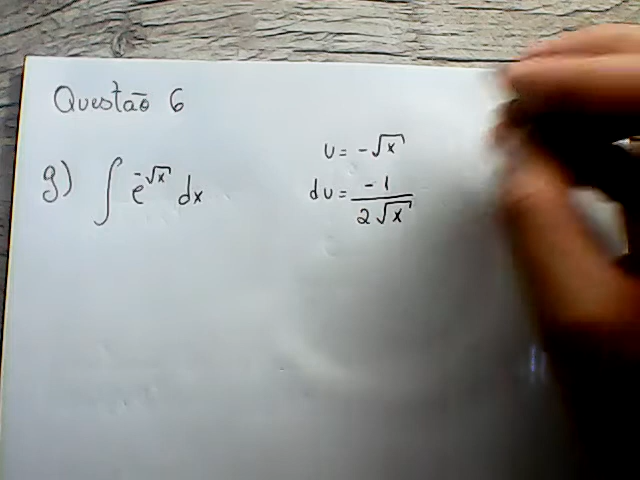 Questão 6
g) ∫ e^{-√x} dx
u = -√x
du = -1/(2√x)